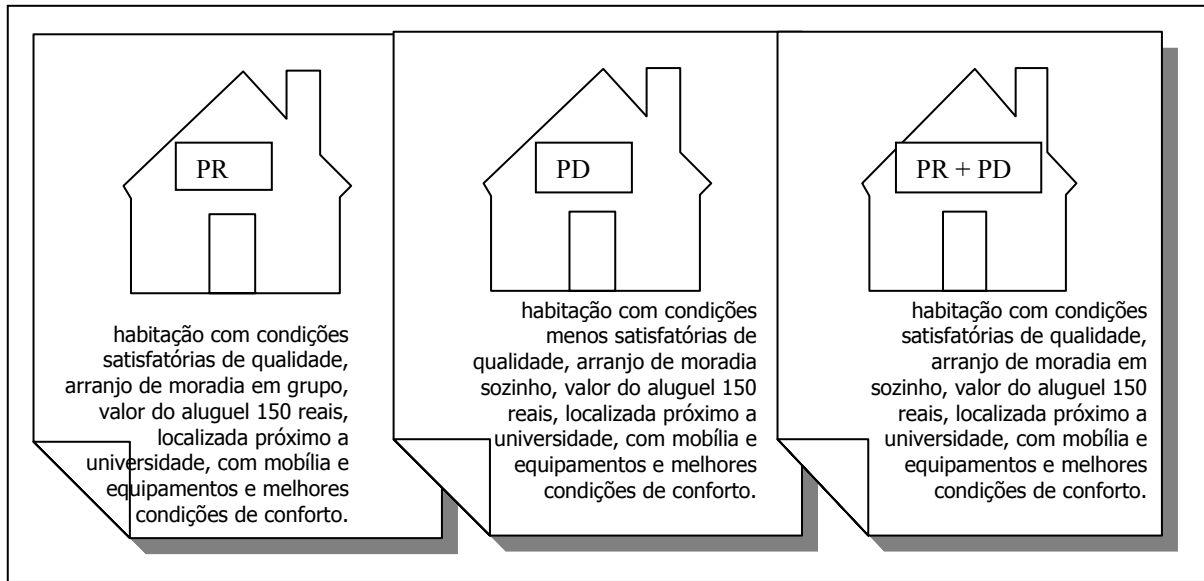 PR
habitação com condições
satisfatórias de qualidade,
arranjo de moradia em grupo,
valor do aluguel 150 reais,
localizada próximo a
universidade, com mobília e
equipamentos e melhores
condições de conforto.
PD
habitação com condições
menos satisfatórias de
qualidade, arranjo de moradia
sozinho, valor do aluguel 150
reais, localizada próximo a
universidade, com mobília e
equipamentos e melhores
condições de conforto.
PR + PD
habitação com condições
satisfatórias de qualidade,
arranjo de moradia em
sozinho, valor do aluguel 150
reais, localizada próximo a
universidade, com mobília e
equipamentos e melhores
condições de conforto.